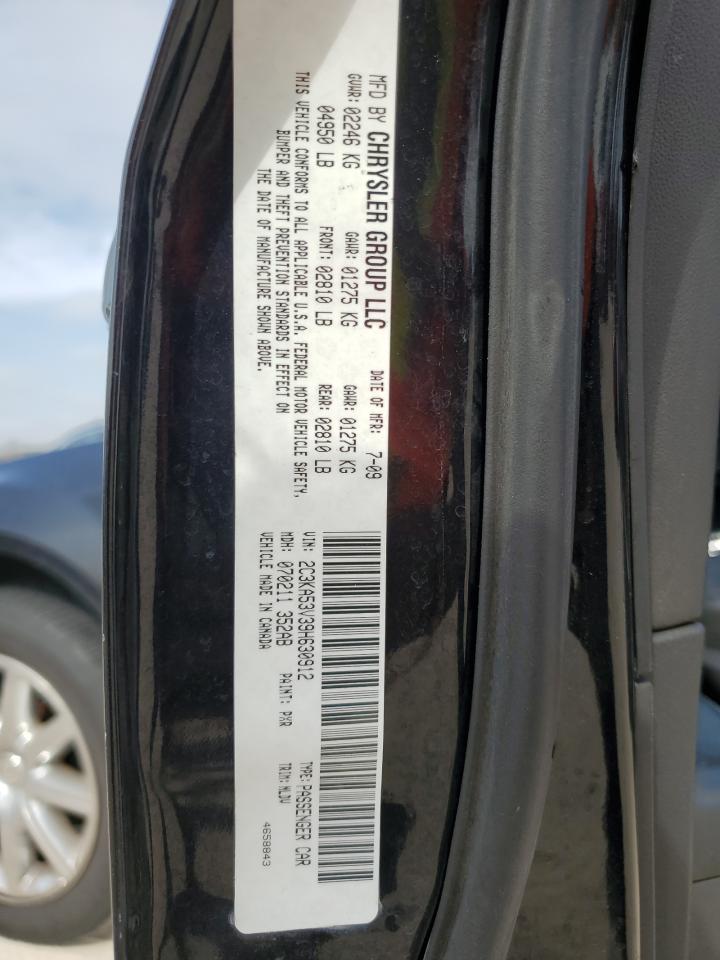 MFD BY CHRYSLER GROUP LLC
DATE OF MFR: 7-09
GVWR: 02246 KG
GAWR: 01275 KG
GAWR: 01275 KG
04950 LB
FRONT: 02810 LB
REAR: 02810 LB
THIS VEHICLE CONFORMS TO ALL APPLICABLE U.S.A. FEDERAL MOTOR VEHICLE SAFETY,
BUMPER AND THEFT PREVENTION STANDARDS IN EFFECT ON
THE DATE OF MANUFACTURE SHOWN ABOVE.
VIN: 2C3KA53V39H630912
TYPE: PASSENGER CAR
MDH: 070211 352AB
PAINT: PXR
TRIM: MLDV
VEHICLE MADE IN CANADA
4658843